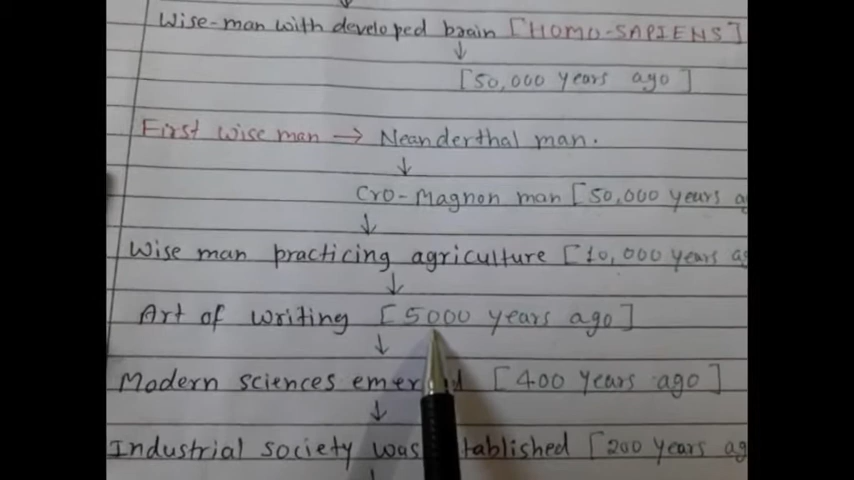 Wise-man with developed brain [HOMO-SAPIENS]
[50,000 years ago]
First wise man → Neanderthal man.
Cro-Magnon man [50,000 years a
Wise man practicing agriculture [10,000 years ag
Art of writing [5000 years ago]
Modern sciences [400 years ago]
Industrial society was [200 years ag